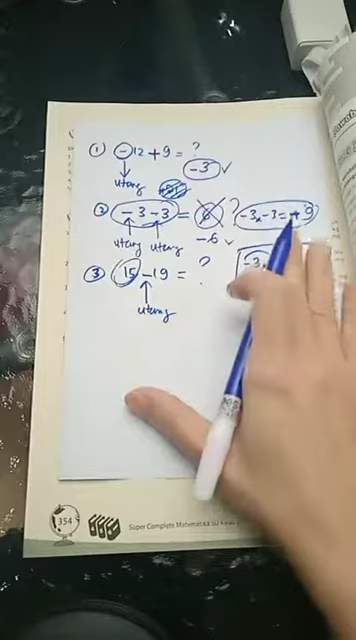 ① -12 + 9 = ?
-3 ✓
utang
② -3 -3 = 6 ?
-3 x -3 = +9
utang utang
-6 ✓
③ 15 - 19 = ?
-3
utang
354
Super Complete Matematika SD Kelas